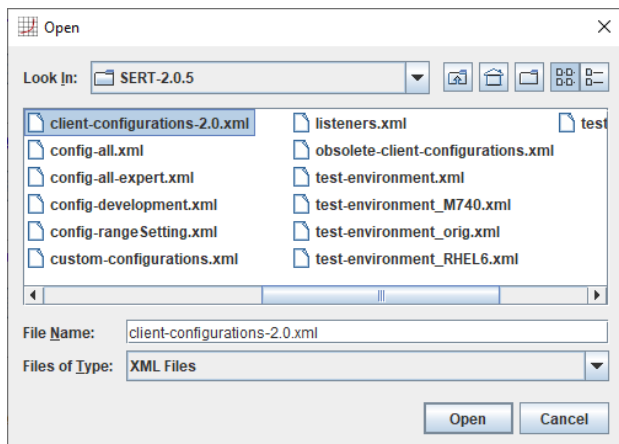 Open
Look In: SERT-2.0.5
client-configurations-2.0.xml listeners.xml test
config-all.xml obsolete-client-configurations.xml
config-all-expert.xml test-environment.xml
config-development.xml test-environment_M740.xml
config-rangeSetting.xml test-environment_orig.xml
custom-configurations.xml test-environment_RHEL6.xml
File Name: client-configurations-2.0.xml
Files of Type: XML Files
Open Cancel